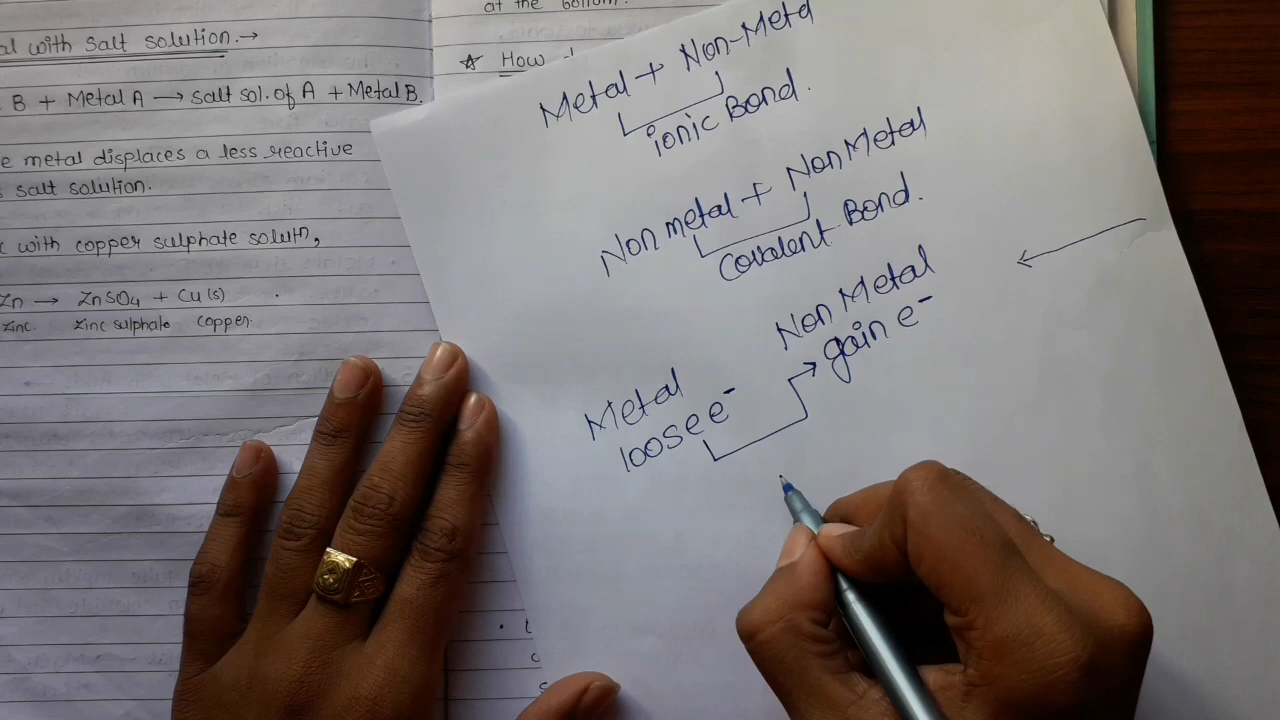 al with salt solution.→
B + Metal A → salt sol. of A + Metal B.
e metal displaces a less reactive
s salt solution.
with copper sulphate solutn,
Zn → ZnSO4 + Cu(s)
zinc zinc sulphate copper.
at the bottom.
☆ How
Metal + Non-Metal
ionic Bond.
Non metal + Non Metal
Covalent Bond.
Non Metal
gain e⁻
Metal
loose e⁻